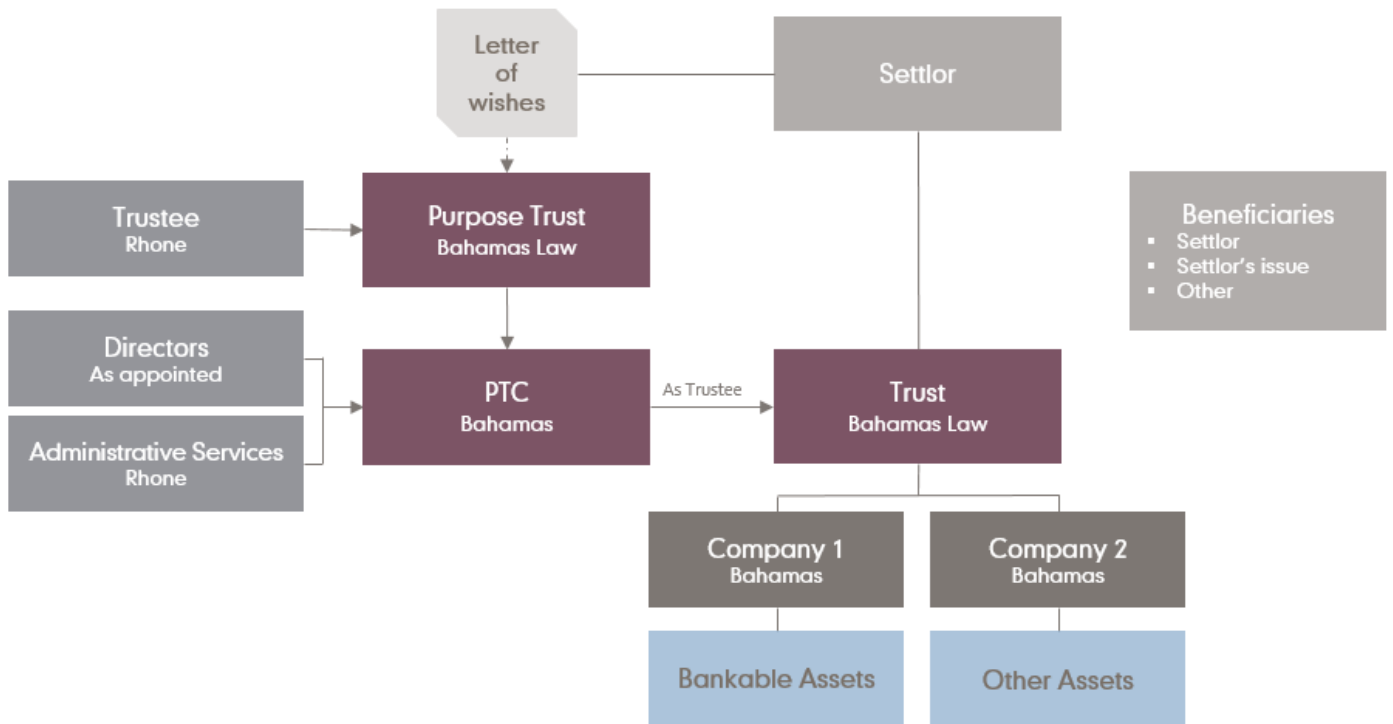 Letter
of
wishes
Settlor
Trustee
Rhone
Purpose Trust
Bahamas Law
Beneficiaries
▪ Settlor
▪ Settlor's issue
▪ Other
Directors
As appointed
PTC
Bahamas
As Trustee
Trust
Bahamas Law
Administrative Services
Rhone
Company 1
Bahamas
Company 2
Bahamas
Bankable Assets
Other Assets